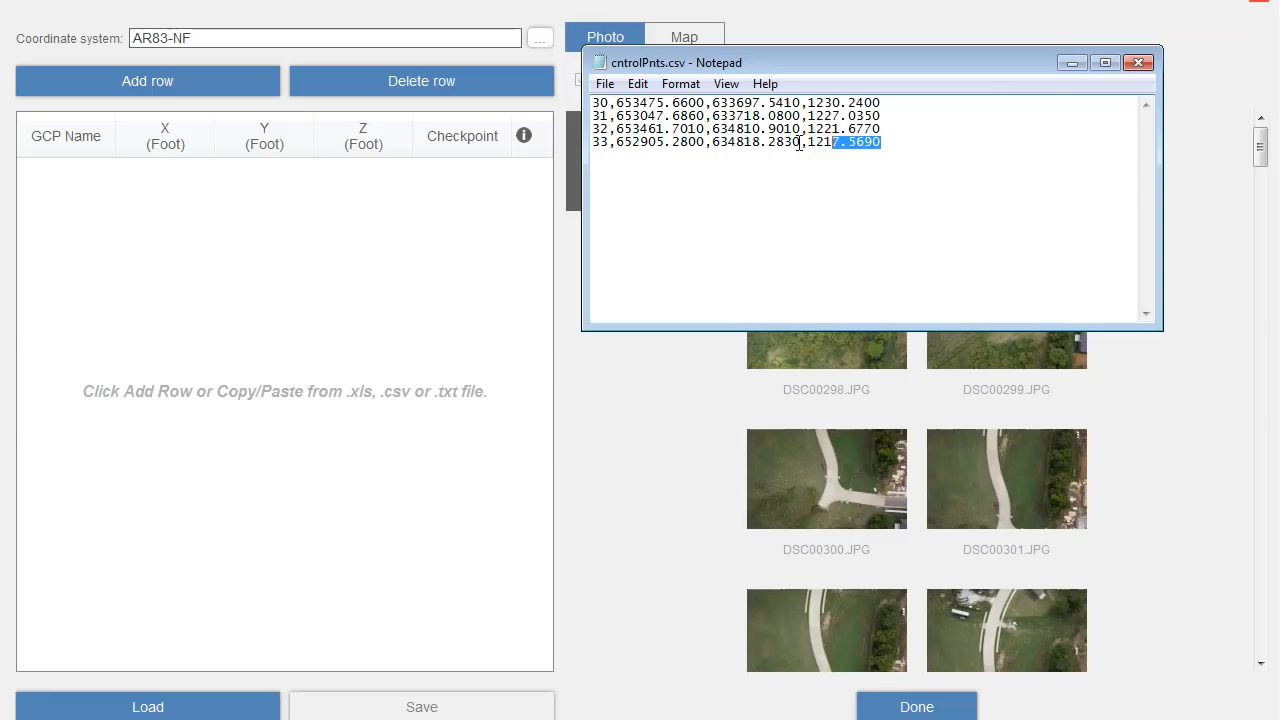 Coordinate system: AR83-NF ...
Photo Map
Add row Delete row
GCP Name X (Foot) Y (Foot) Z (Foot) Checkpoint i
Click Add Row or Copy/Paste from .xls, .csv or .txt file.
Load Save Done
cntrolPnts.csv - Notepad
File Edit Format View Help
30,653475.6600,633697.5410,1230.2400
31,653047.6860,633718.0800,1227.0350
32,653461.7010,634810.9010,1221.6770
33,652905.2800,634818.2830,1217.5690
DSC00298.JPG DSC00299.JPG
DSC00300.JPG DSC00301.JPG